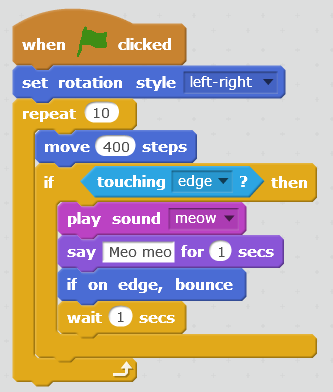 when clicked
set rotation style left-right
repeat 10
move 400 steps
if touching edge ? then
play sound meow
say Meo meo for 1 secs
if on edge, bounce
wait 1 secs